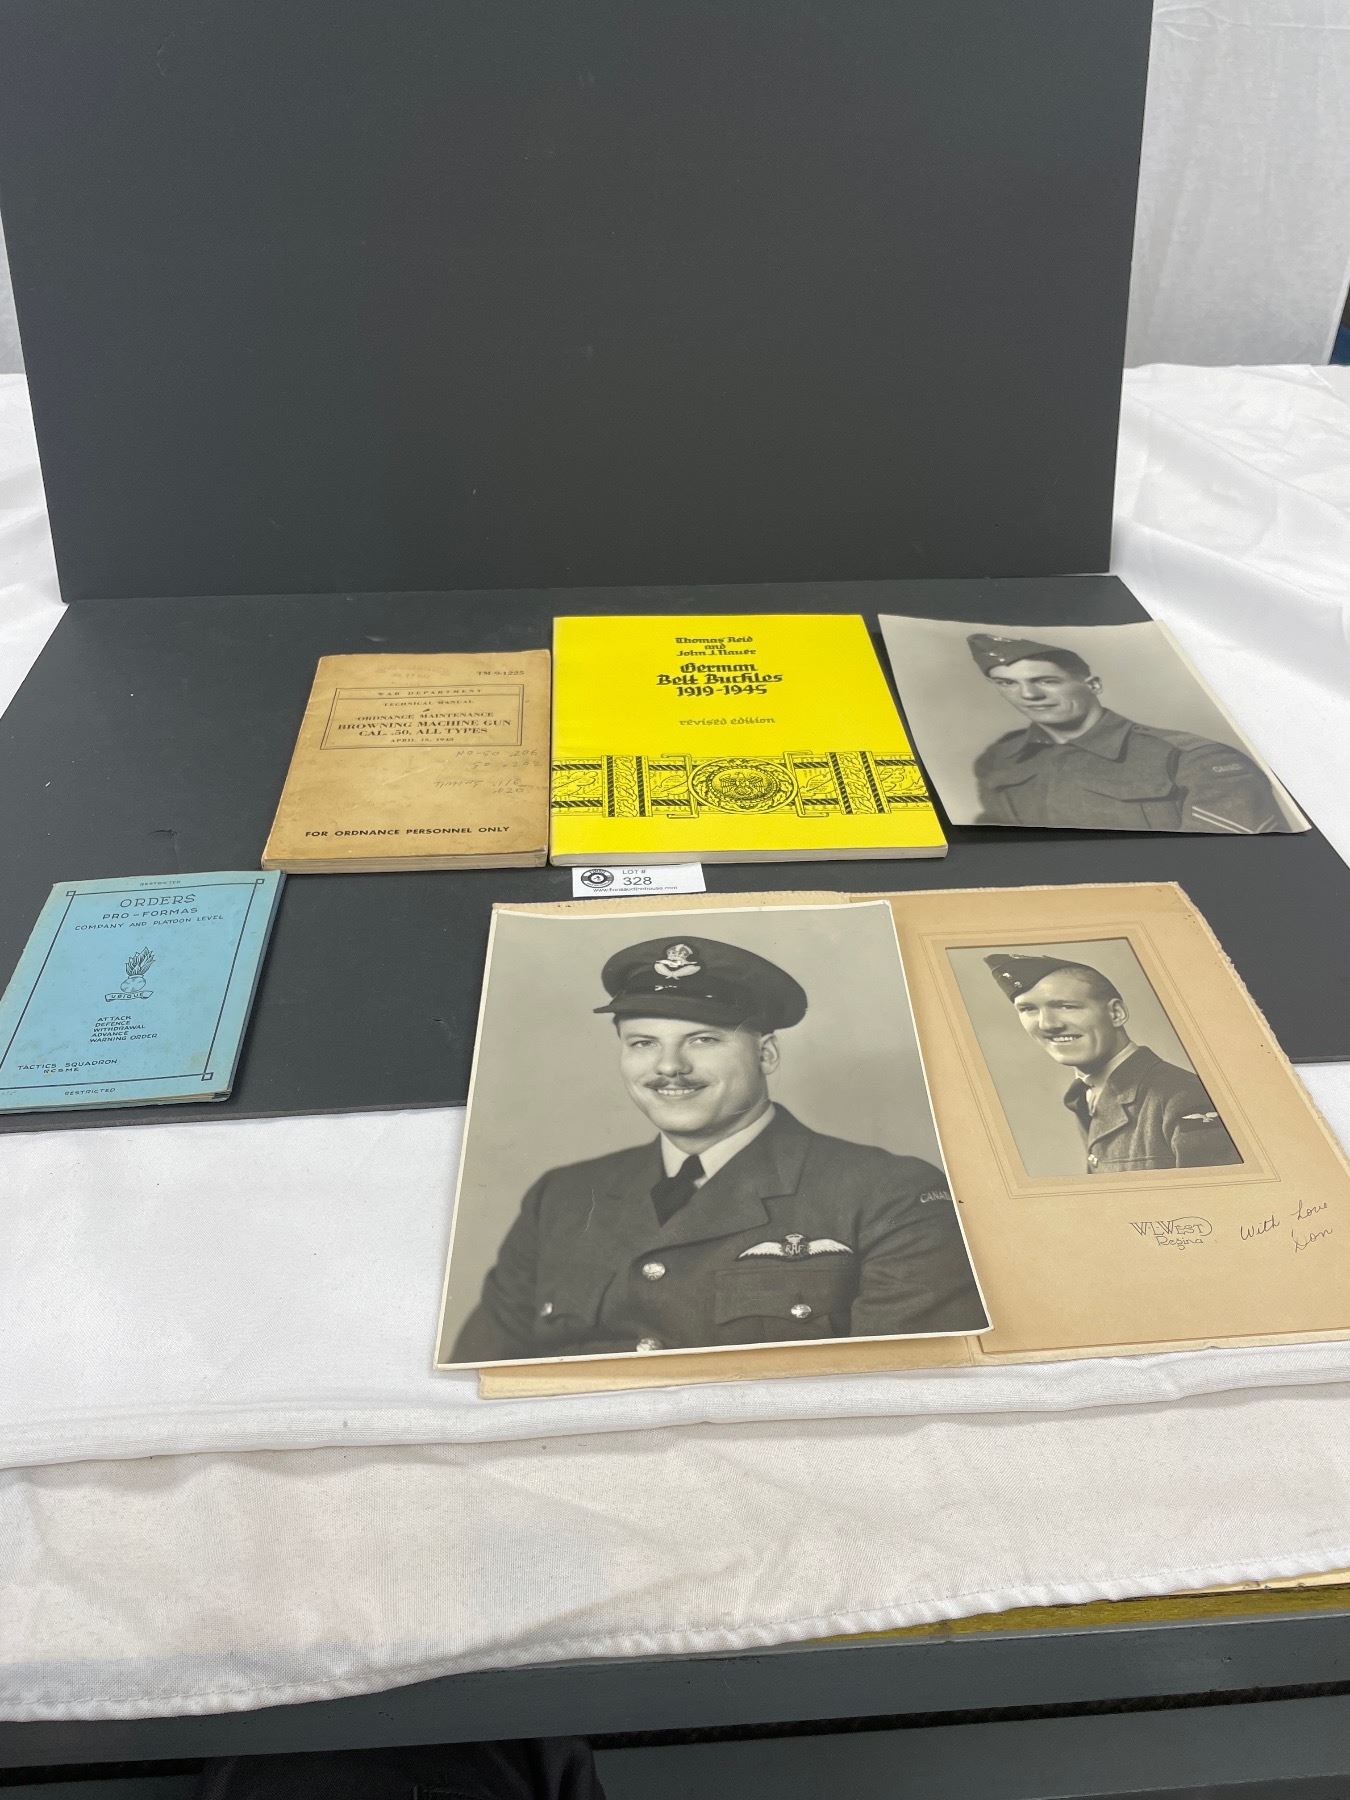 TM-9-1225
WAR DEPARTMENT
TECHNICAL MANUAL
ORDNANCE MAINTENANCE
BROWNING MACHINE GUN
CAL. .50, ALL TYPES
FOR ORDNANCE PERSONNEL ONLY
Thomas Reid
and
John J. Nauer
German
Belt Buckles
1919-1945
revised edition
CANADA
LOT #
328
RESTRICTED
ORDERS
PRO-FORMAS
COMPANY AND PLATOON LEVEL
UBIQUE
ATTACK
DEFENCE
WITHDRAWAL
ADVANCE
WARNING ORDER
TACTICS SQUADRON
RCSME
RESTRICTED
CANADA
RAF
W.L. WEST
Regina
With Love
Don